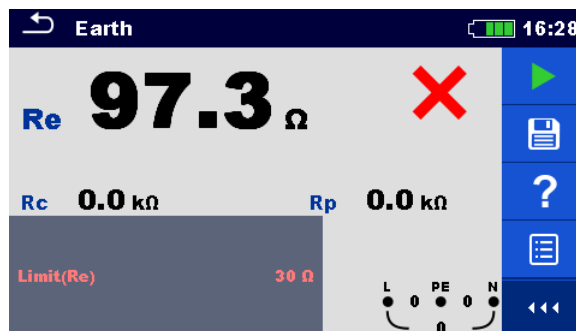 Earth 16:28
Re 97.3 Ω
Rc 0.0 kΩ Rp 0.0 kΩ
Limit(Re) 30 Ω
L PE N
0 0
0
?